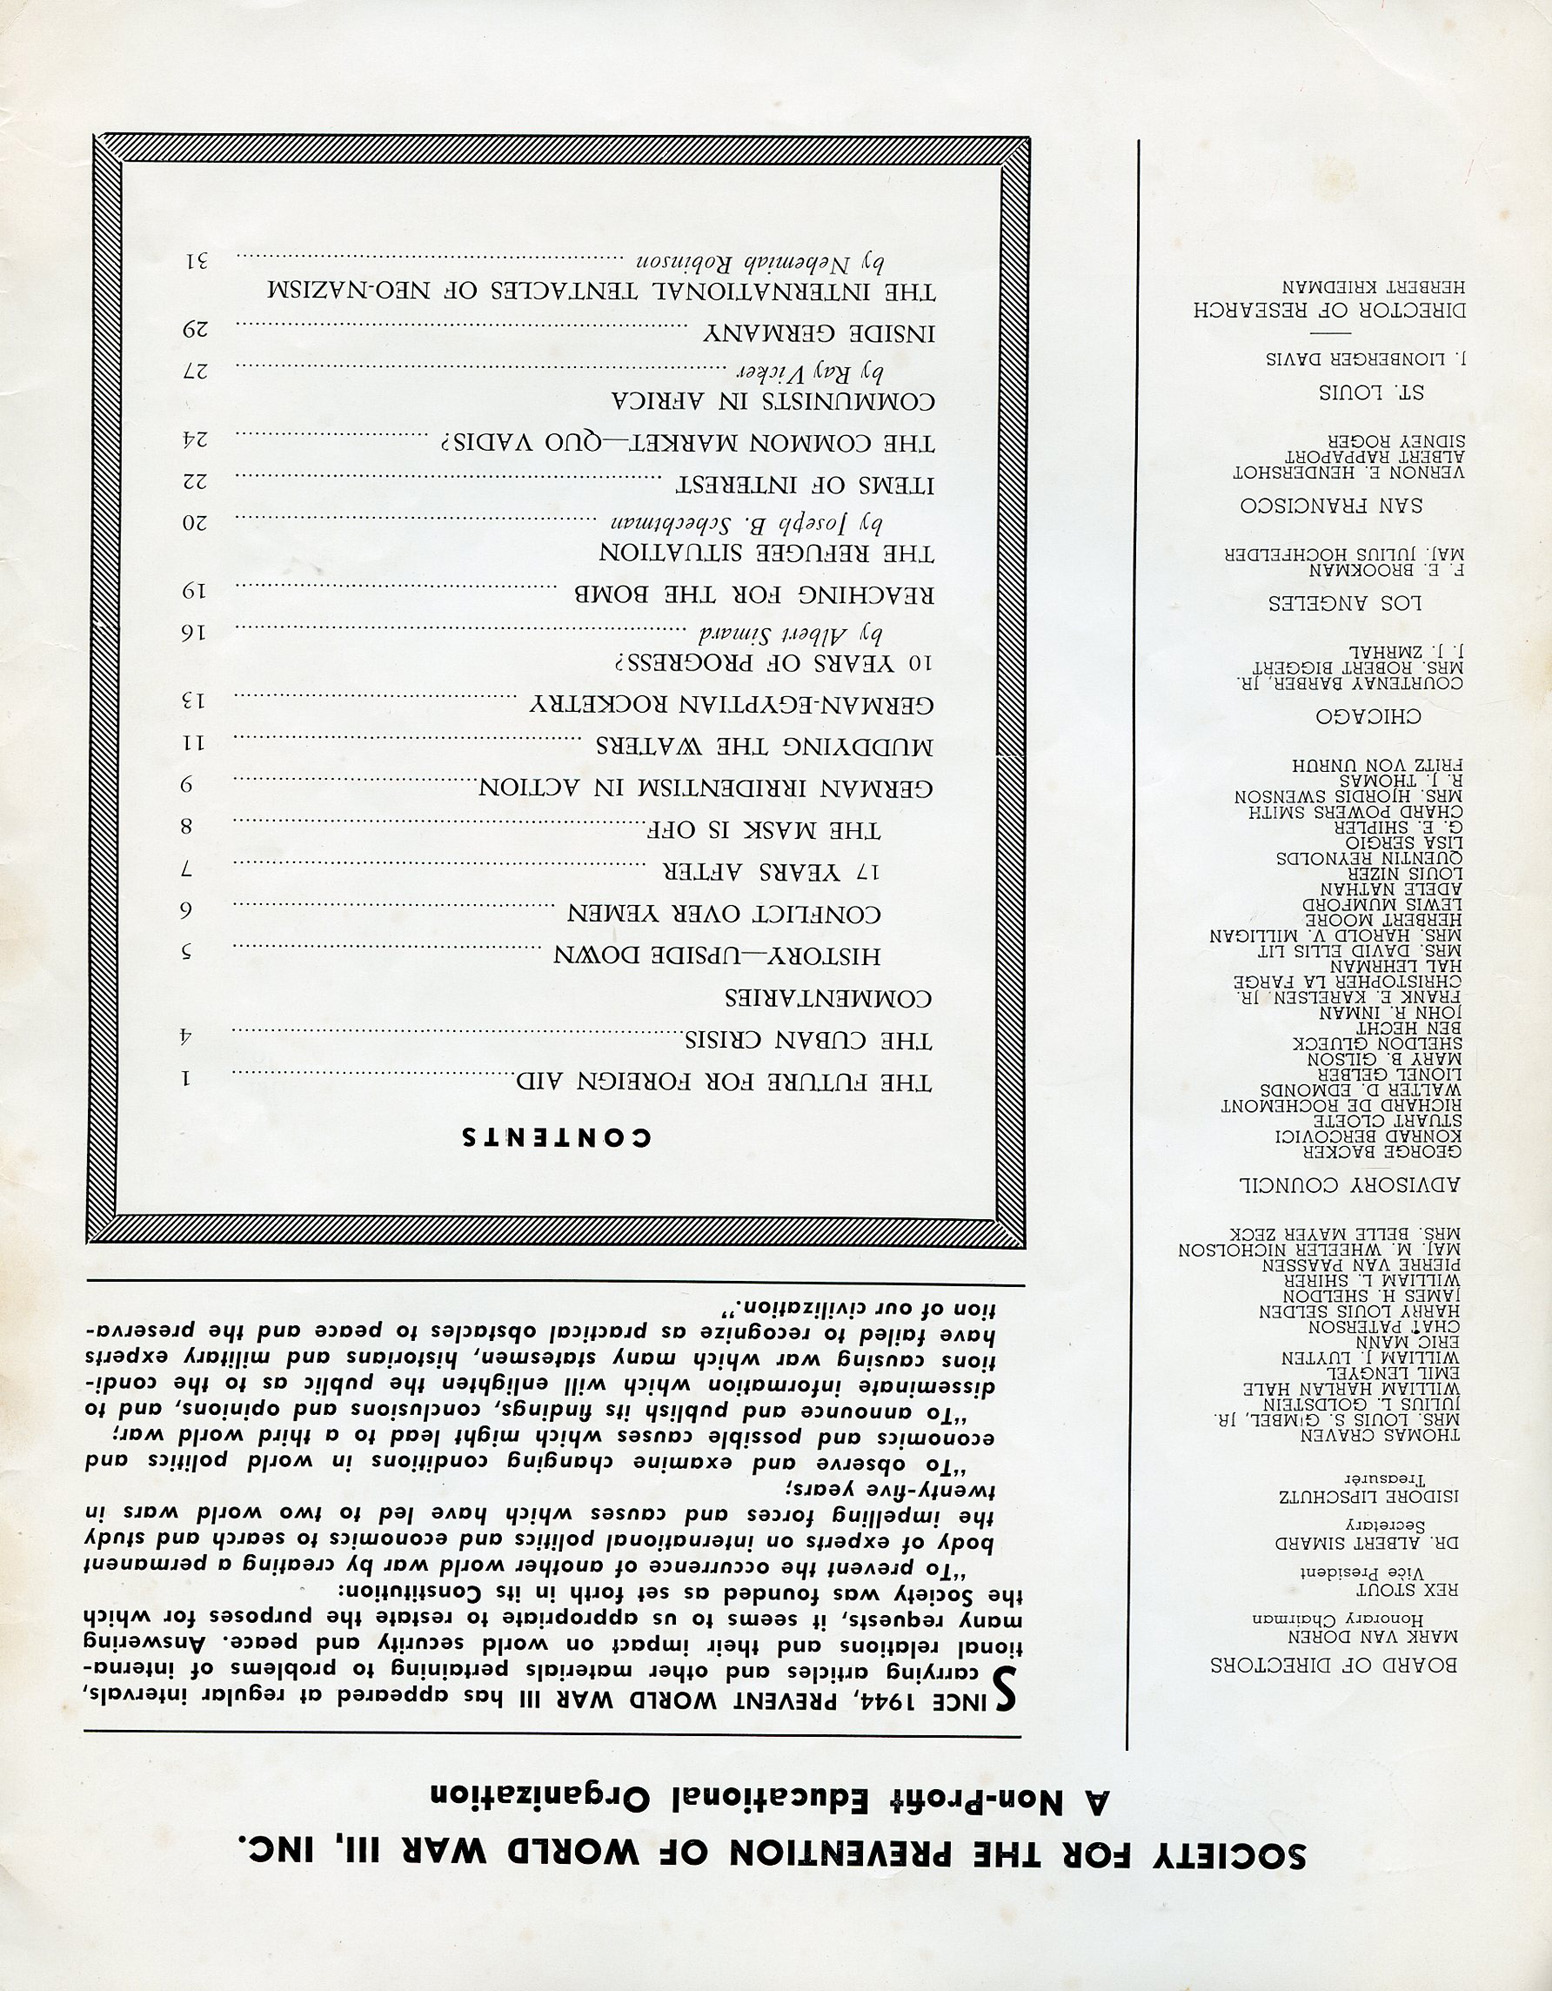 SOCIETY FOR THE PREVENTION OF WORLD WAR III, INC.
A Non-Profit Educational Organization
BOARD OF DIRECTORS
MARK VAN DOREN
Honorary Chairman
REX STOUT
Vice President
DR. ALBERT SIMARD
Secretary
ISIDORE LIPSCHUTZ
Treasurer
THOMAS CRAVEN
MRS. LOUIS S. GIMBEL, JR.
JULIUS L. GOLDSTEIN
WILLIAM HARLAN HALE
EMIL LENGYEL
WILLIAM J. LUYTEN
ERIC MANN
CHAT PATERSON
HARRY LOUIS SELDEN
JAMES H. SHELDON
WILLIAM L. SHIRER
PIERRE VAN PAASSEN
MAJ. M. WHEELER NICHOLSON
MRS. BELLE MAYER ZECK
ADVISORY COUNCIL
GEORGE BACKER
KONRAD BERCOVICI
STUART CLOETE
RICHARD DE ROCHEMONT
WALTER D. EDMONDS
LIONEL GELBER
MARY B. GILSON
SHELDON GLUECK
BEN HECHT
JOHN R. INMAN
FRANK E. KARELSEN, JR.
CHRISTOPHER LA FARGE
HAL LEHRMAN
MRS. DAVID ELLIS LIT
MRS. HAROLD V. MILLIGAN
HERBERT MOORE
LEWIS MUMFORD
ADELE NATHAN
LOUIS NIZER
QUENTIN REYNOLDS
LISA SERGIO
G. E. SHIPLER
CHARD POWERS SMITH
MRS. HJORDIS SWENSON
R. J. THOMAS
FRITZ VON UNRUH
CHICAGO
COURTENAY BARBER, JR.
MRS. ROBERT BIGGERT
J. J. ZMRHAL
LOS ANGELES
F. E. BROOKMAN
MAJ. JULIUS HOCHFELDER
SAN FRANCISCO
VERNON E. HENDERSHOT
ALBERT RAPPAPORT
SIDNEY ROGER
ST. LOUIS
J. LIONBERGER DAVIS
DIRECTOR OF RESEARCH
HERBERT KRIEDMAN
SINCE 1944, PREVENT WORLD WAR III has appeared at regular intervals,
carrying articles and other materials pertaining to problems of interna-
tional relations and their impact on world security and peace. Answering
many requests, it seems to us appropriate to restate the purposes for which
the Society was founded as set forth in its Constitution:
"To prevent the occurrence of another world war by creating a permanent
body of experts on international politics and economics to search and study
the impelling forces and causes which have led to two world wars in
twenty-five years;
"To observe and examine changing conditions in world politics and
economics and possible causes which might lead to a third world war;
"To announce and publish its findings, conclusions and opinions, and to
disseminate information which will enlighten the public as to the condi-
tions causing war which many statesmen, historians and military experts
have failed to recognize as practical obstacles to peace and the preserva-
tion of our civilization."
CONTENTS
THE FUTURE FOR FOREIGN AID 1
THE CUBAN CRISIS 4
COMMENTARIES
HISTORY—UPSIDE DOWN 5
CONFLICT OVER YEMEN 6
17 YEARS AFTER 7
THE MASK IS OFF 8
GERMAN IRRIDENTISM IN ACTION 9
MUDDYING THE WATERS 11
GERMAN-EGYPTIAN ROCKETRY 13
10 YEARS OF PROGRESS?
by Albert Simard 16
REACHING FOR THE BOMB 19
THE REFUGEE SITUATION
by Joseph B. Schechtman 20
ITEMS OF INTEREST 22
THE COMMON MARKET—QUO VADIS? 24
COMMUNISTS IN AFRICA
by Ray Vicker 27
INSIDE GERMANY 29
THE INTERNATIONAL TENTACLES OF NEO-NAZISM
by Nehemiah Robinson 31